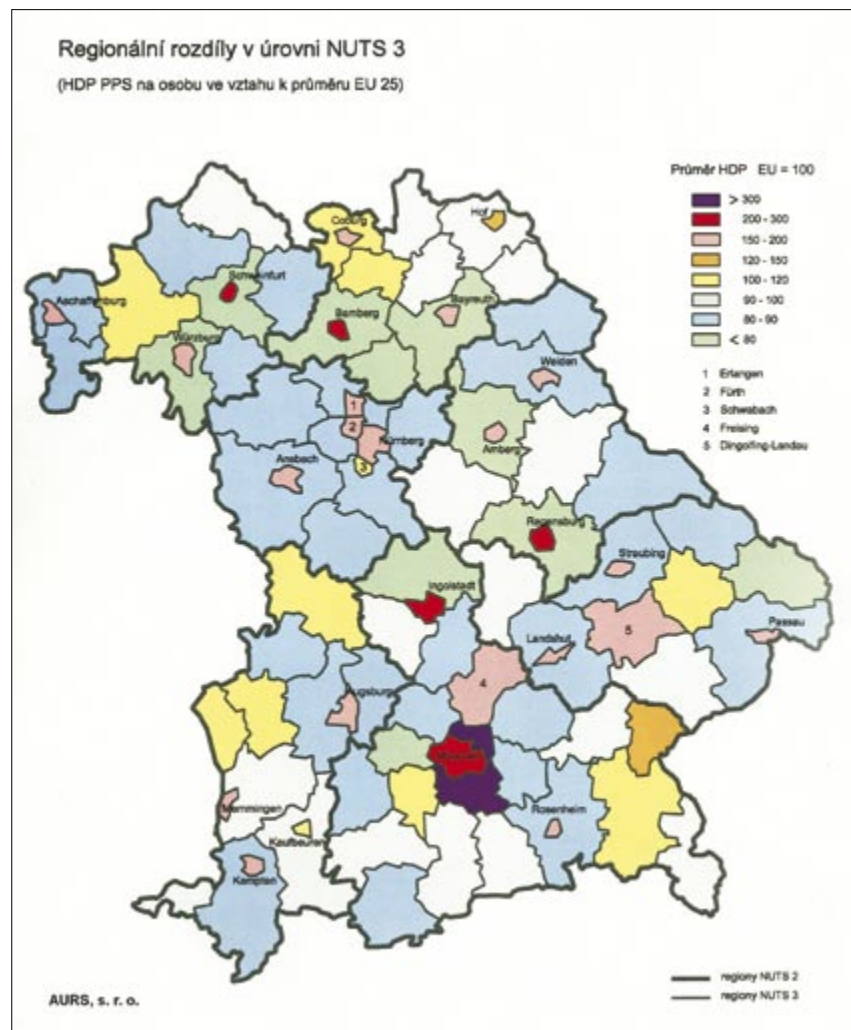 Regionální rozdíly v úrovni NUTS 3
(HDP PPS na osobu ve vztahu k průměru EU 25)
Průměr HDP EU = 100
> 300
200 - 300
150 - 200
120 - 150
100 - 120
90 - 100
80 - 90
< 80
1 Erlangen
2 Fürth
3 Schwabach
4 Freising
5 Dingolfing-Landau
Hof
Coburg
Schweinfurt
Aschaffenburg
Bamberg
Bayreuth
Würzburg
Weiden
1
2
Nürnberg
Amberg
3
Ansbach
Regensburg
Straubing
Ingolstadt
Passau
5
Landshut
4
Augsburg
München
Memmingen
Rosenheim
Kaufbeuren
Kempten
regiony NUTS 2
regiony NUTS 3
AURS, s. r. o.